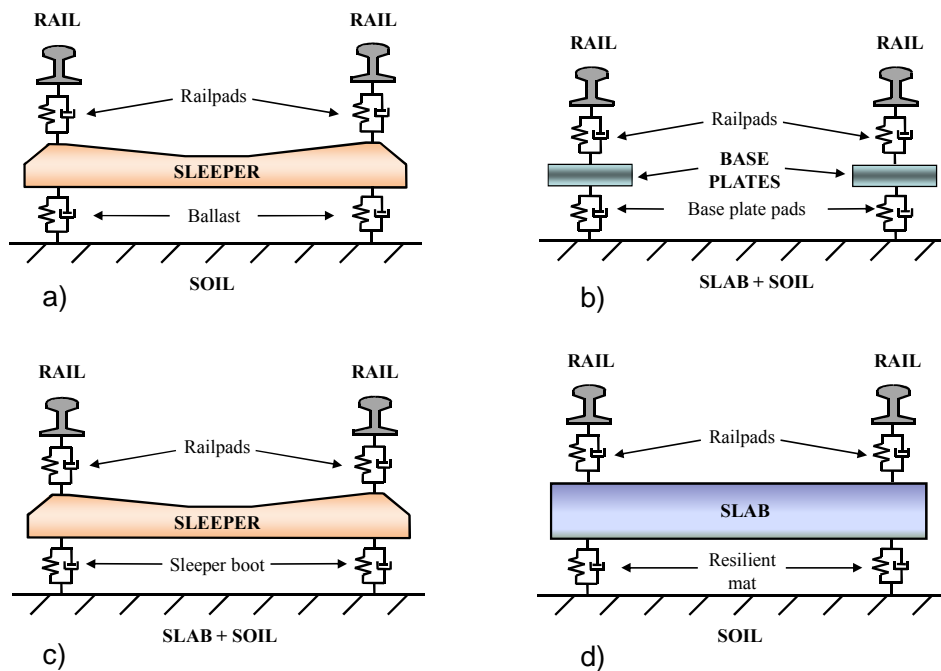 RAIL
RAIL
Railpads
SLEEPER
Ballast
SOIL
a)
RAIL
RAIL
Railpads
BASE
PLATES
Base plate pads
SLAB + SOIL
b)
RAIL
RAIL
Railpads
SLEEPER
Sleeper boot
SLAB + SOIL
c)
RAIL
RAIL
Railpads
SLAB
Resilient
mat
SOIL
d)